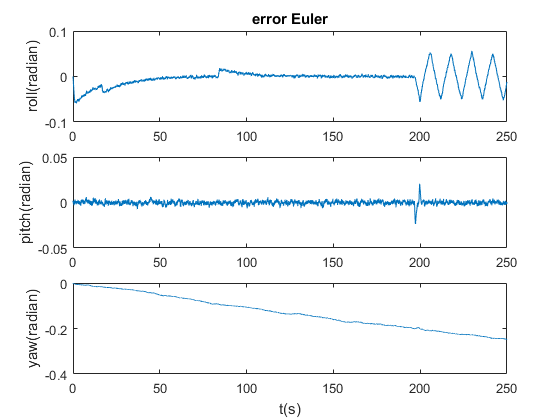 error Euler
roll(radian)
0.1
0
-0.1
0 50 100 150 200 250
pitch(radian)
0.05
0
-0.05
0 50 100 150 200 250
yaw(radian)
0
-0.2
-0.4
0 50 100 150 200 250
t(s)